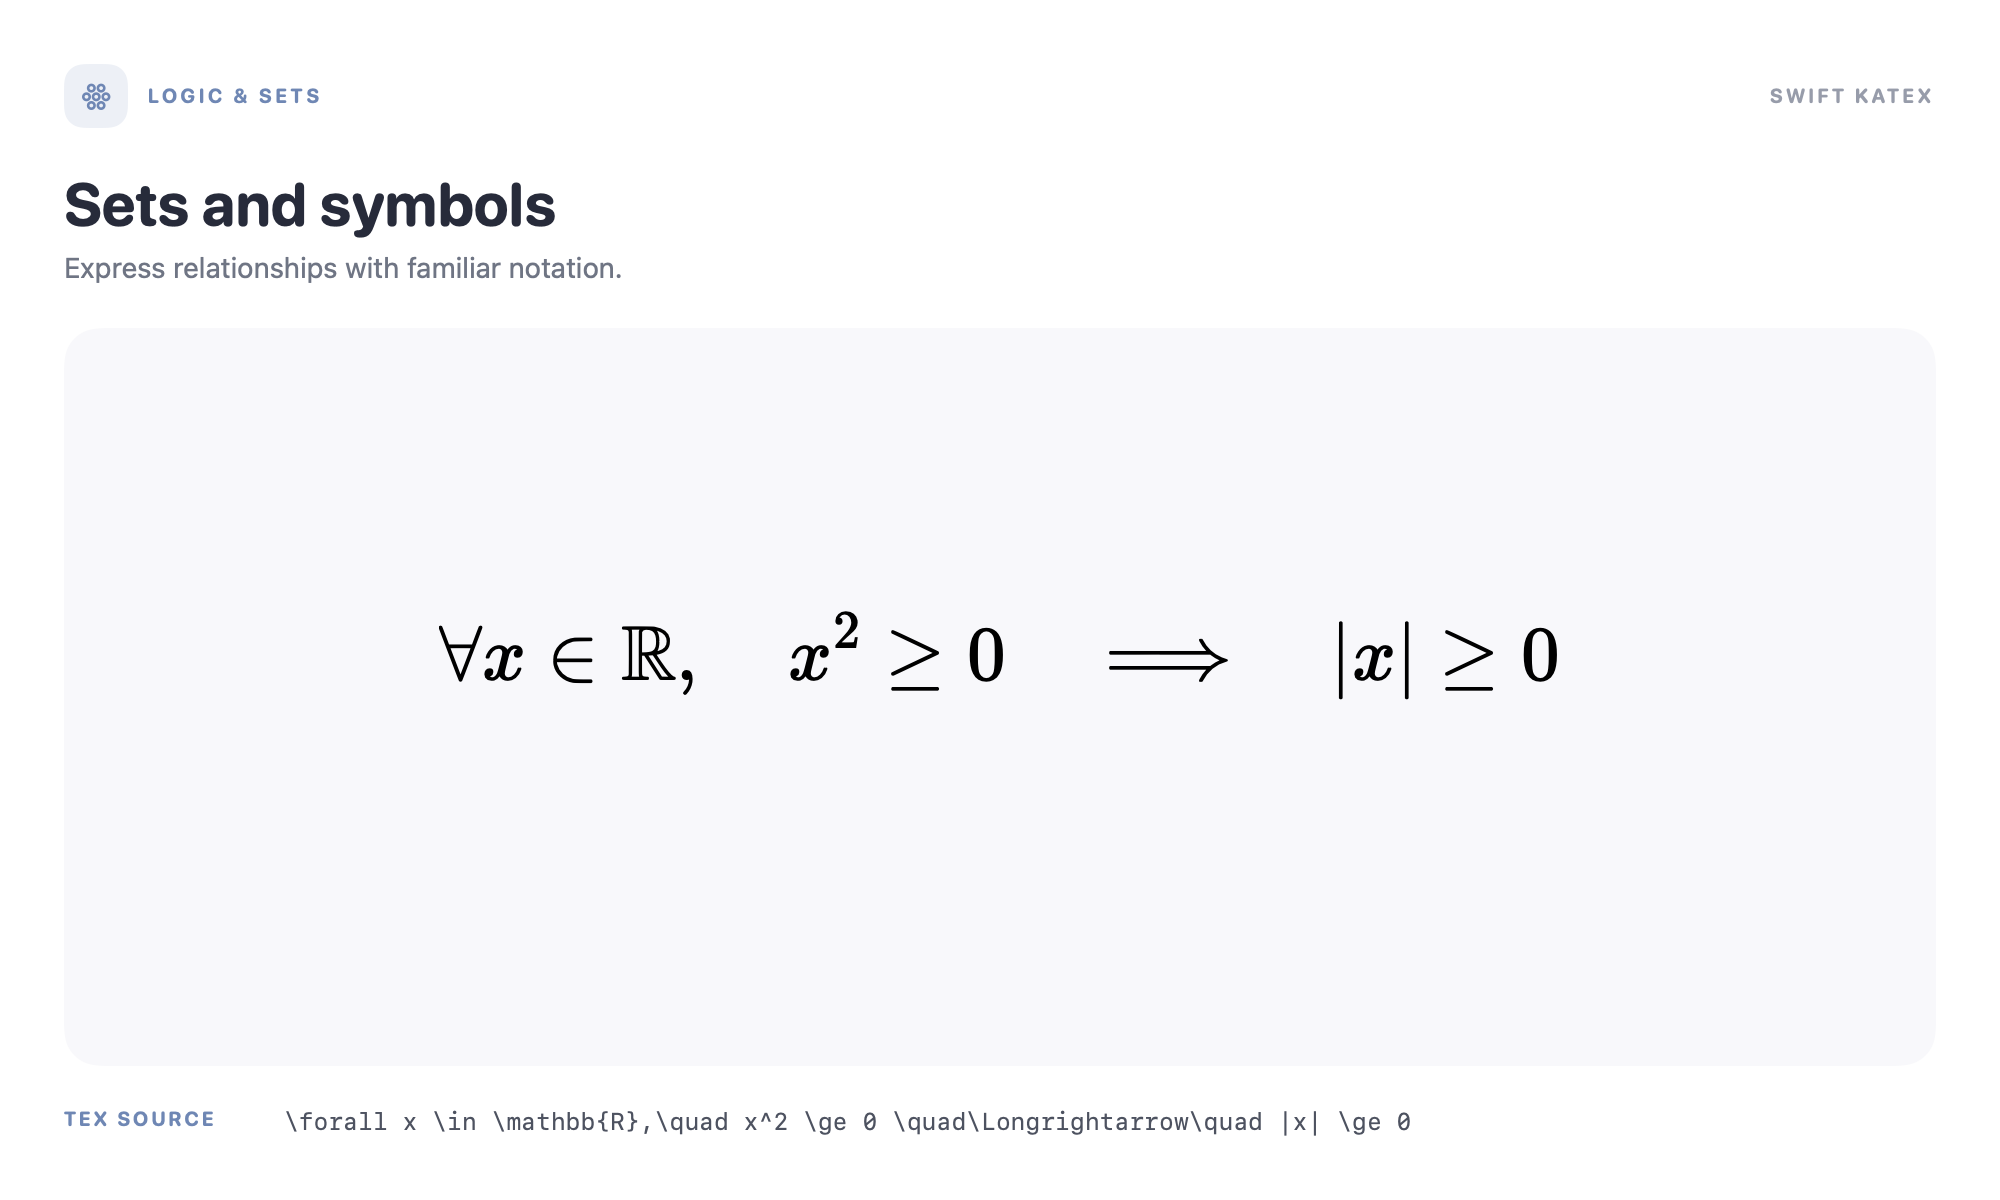 LOGIC & SETS
SWIFT KATEX
Sets and symbols
Express relationships with familiar notation.
∀x ∈ ℝ,  x² ≥ 0  ⟹  |x| ≥ 0
TEX SOURCE \forall x \in \mathbb{R},\quad x^2 \ge 0 \quad\Longrightarrow\quad |x| \ge 0